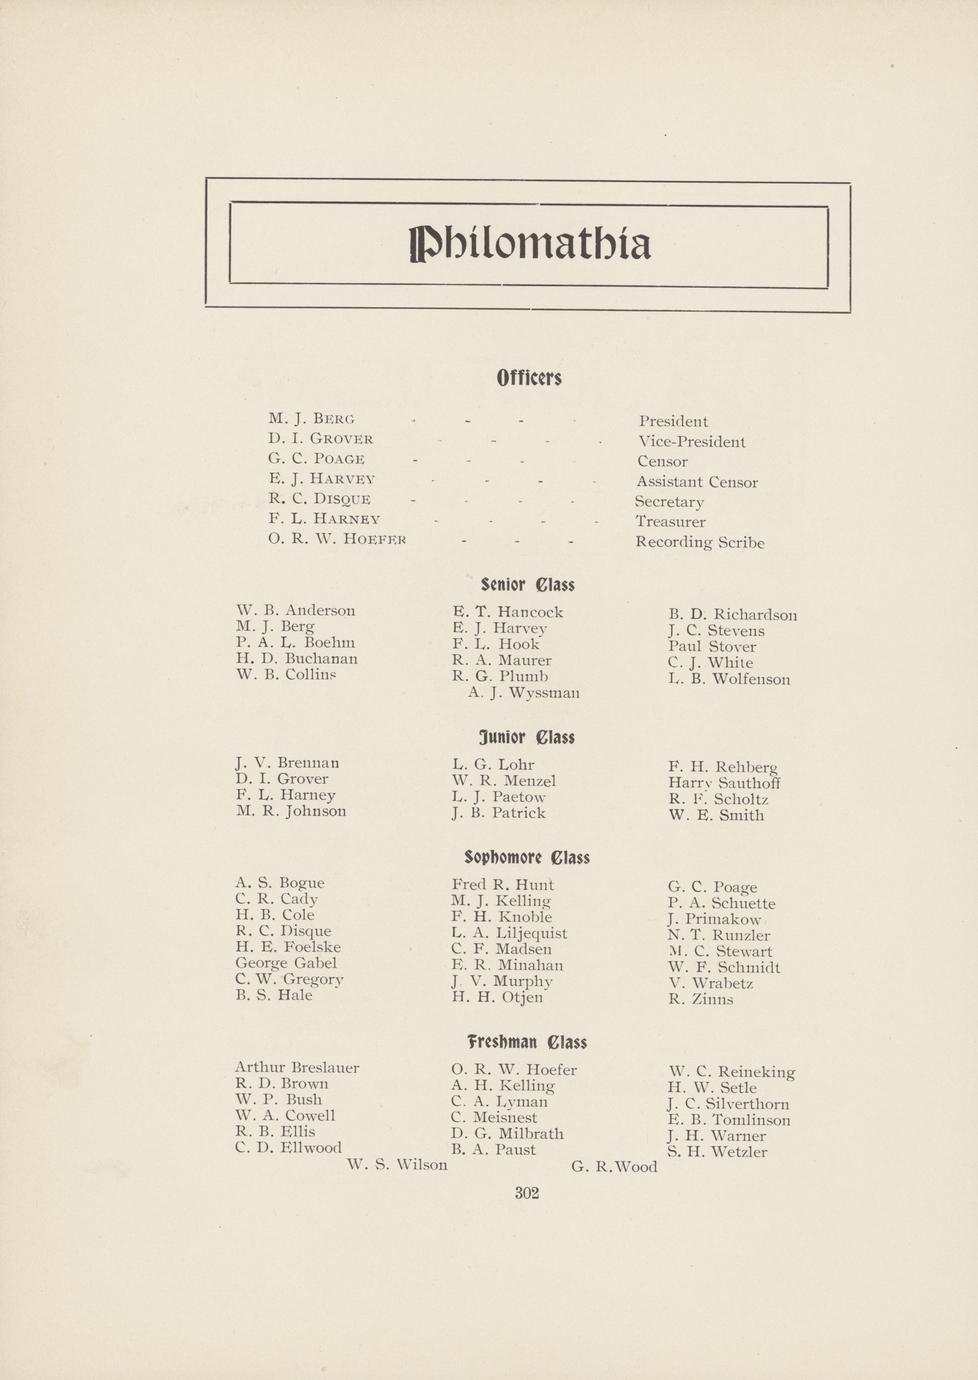 Philomathia
Officers
M. J. Berg - - - - President
D. I. Grover - - - - Vice-President
G. C. Poage - - - Censor
E. J. Harvey - - - - Assistant Censor
R. C. Disque - - - - Secretary
F. L. Harney - - - - Treasurer
O. R. W. Hoefer - - - Recording Scribe
Senior Class
W. B. Anderson E. T. Hancock B. D. Richardson
M. J. Berg E. J. Harvey J. C. Stevens
P. A. L. Boehm F. L. Hook Paul Stover
H. D. Buchanan R. A. Maurer C. J. White
W. B. Collins R. G. Plumb L. B. Wolfenson
A. J. Wyssman
Junior Class
J. V. Brennan L. G. Lohr F. H. Rehberg
D. I. Grover W. R. Menzel Harry Sauthoff
F. L. Harney L. J. Paetow R. F. Scholtz
M. R. Johnson J. B. Patrick W. E. Smith
Sophomore Class
A. S. Bogue Fred R. Hunt G. C. Poage
C. R. Cady M. J. Kelling P. A. Schuette
H. B. Cole F. H. Knoble J. Primakow
R. C. Disque L. A. Liljequist N. T. Runzler
H. E. Foelske C. F. Madsen M. C. Stewart
George Gabel E. R. Minahan W. F. Schmidt
C. W. Gregory J. V. Murphy V. Wrabetz
B. S. Hale H. H. Otjen R. Zinns
Freshman Class
Arthur Breslauer O. R. W. Hoefer W. C. Reineking
R. D. Brown A. H. Kelling H. W. Setle
W. P. Bush C. A. Lyman J. C. Silverthorn
W. A. Cowell C. Meisnest E. B. Tomlinson
R. B. Ellis D. G. Milbrath J. H. Warner
C. D. Ellwood B. A. Paust S. H. Wetzler
W. S. Wilson G. R.Wood
302